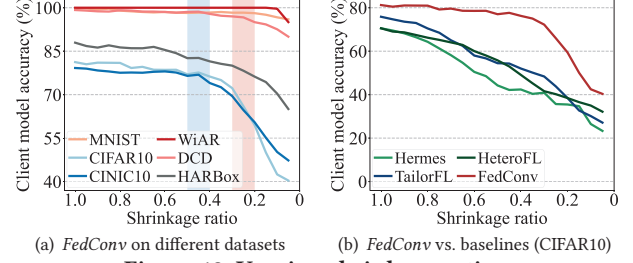 Client model accuracy (%)
100
85
70
55
40
MNIST
CIFAR10
CINIC10
WiAR
DCD
HARBox
1.0 0.8 0.6 0.4 0.2 0
Shrinkage ratio
(a) FedConv on different datasets
Client model accuracy (%)
80
60
40
20
0
Hermes
TailorFL
HeteroFL
FedConv
1.0 0.8 0.6 0.4 0.2 0
Shrinkage ratio
(b) FedConv vs. baselines (CIFAR10)